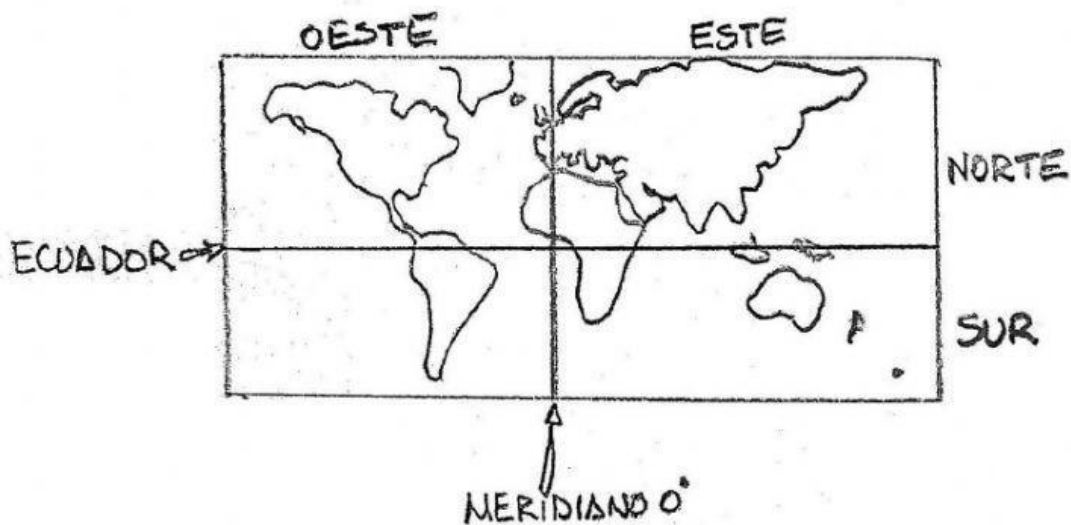 OESTE
ESTE
NORTE
ECUADOR
SUR
MERIDIANO 0°